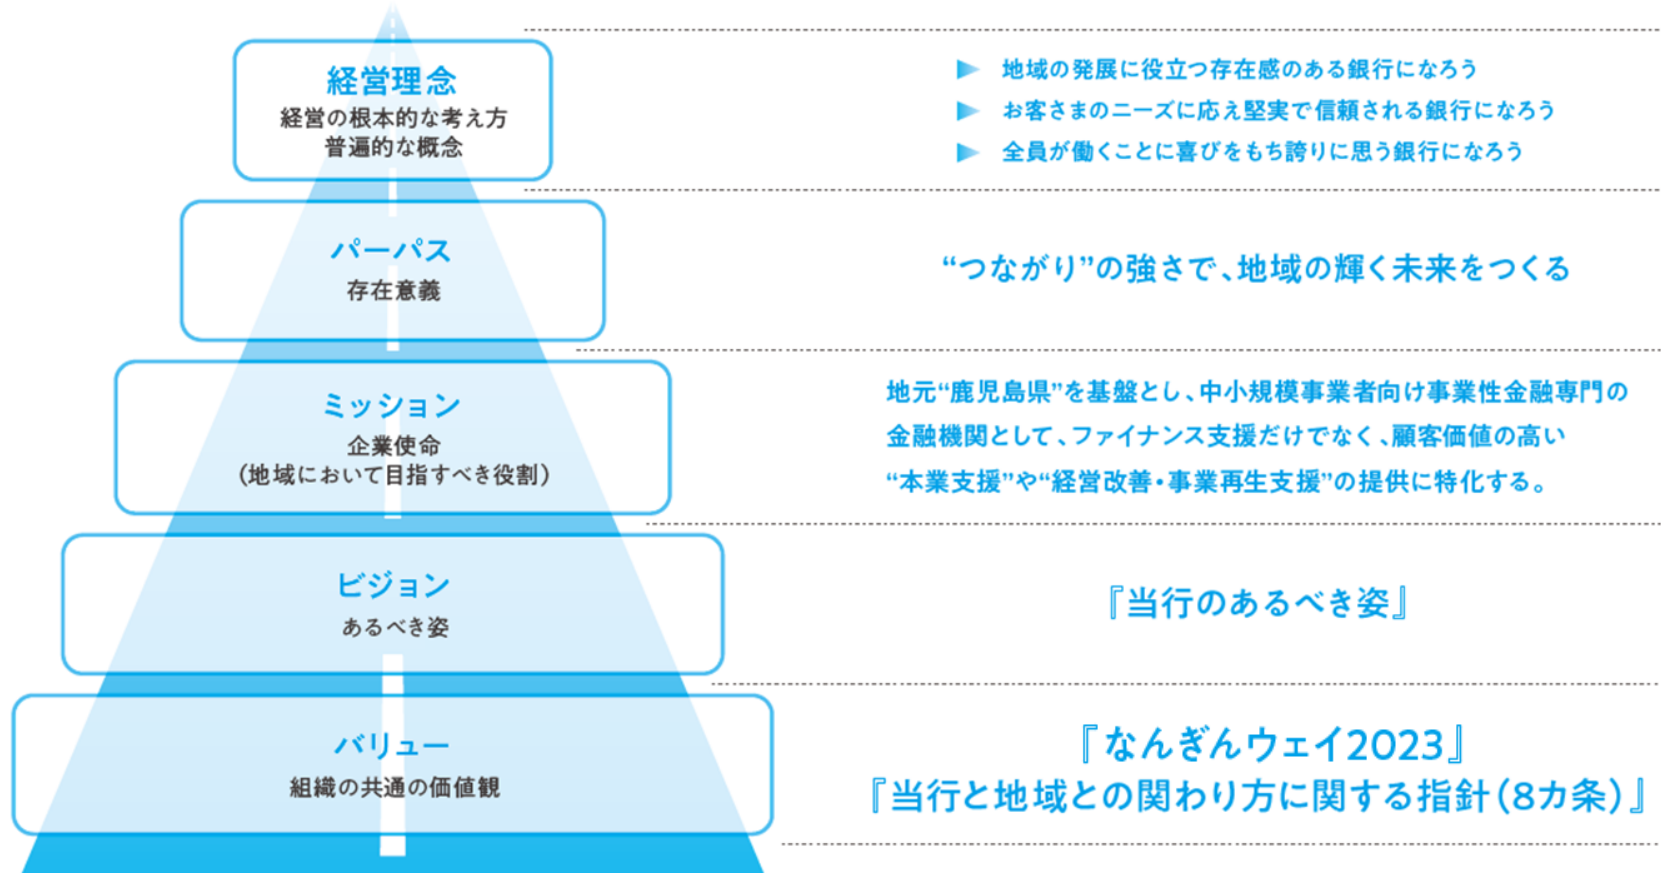 経営理念
経営の根本的な考え方
普遍的な概念
▶ 地域の発展に役立つ存在感のある銀行になろう
▶ お客さまのニーズに応え堅実で信頼される銀行になろう
▶ 全員が働くことに喜びをもち誇りに思う銀行になろう
パーパス
存在意義
“つながり”の強さで、地域の輝く未来をつくる
ミッション
企業使命
(地域において目指すべき役割)
地元“鹿児島県”を基盤とし、中小規模事業者向け事業性金融専門の
金融機関として、ファイナンス支援だけでなく、顧客価値の高い
“本業支援”や“経営改善・事業再生支援”の提供に特化する。
ビジョン
あるべき姿
『当行のあるべき姿』
バリュー
組織の共通の価値観
『なんぎんウェイ2023』
『当行と地域との関わり方に関する指針(8カ条)』